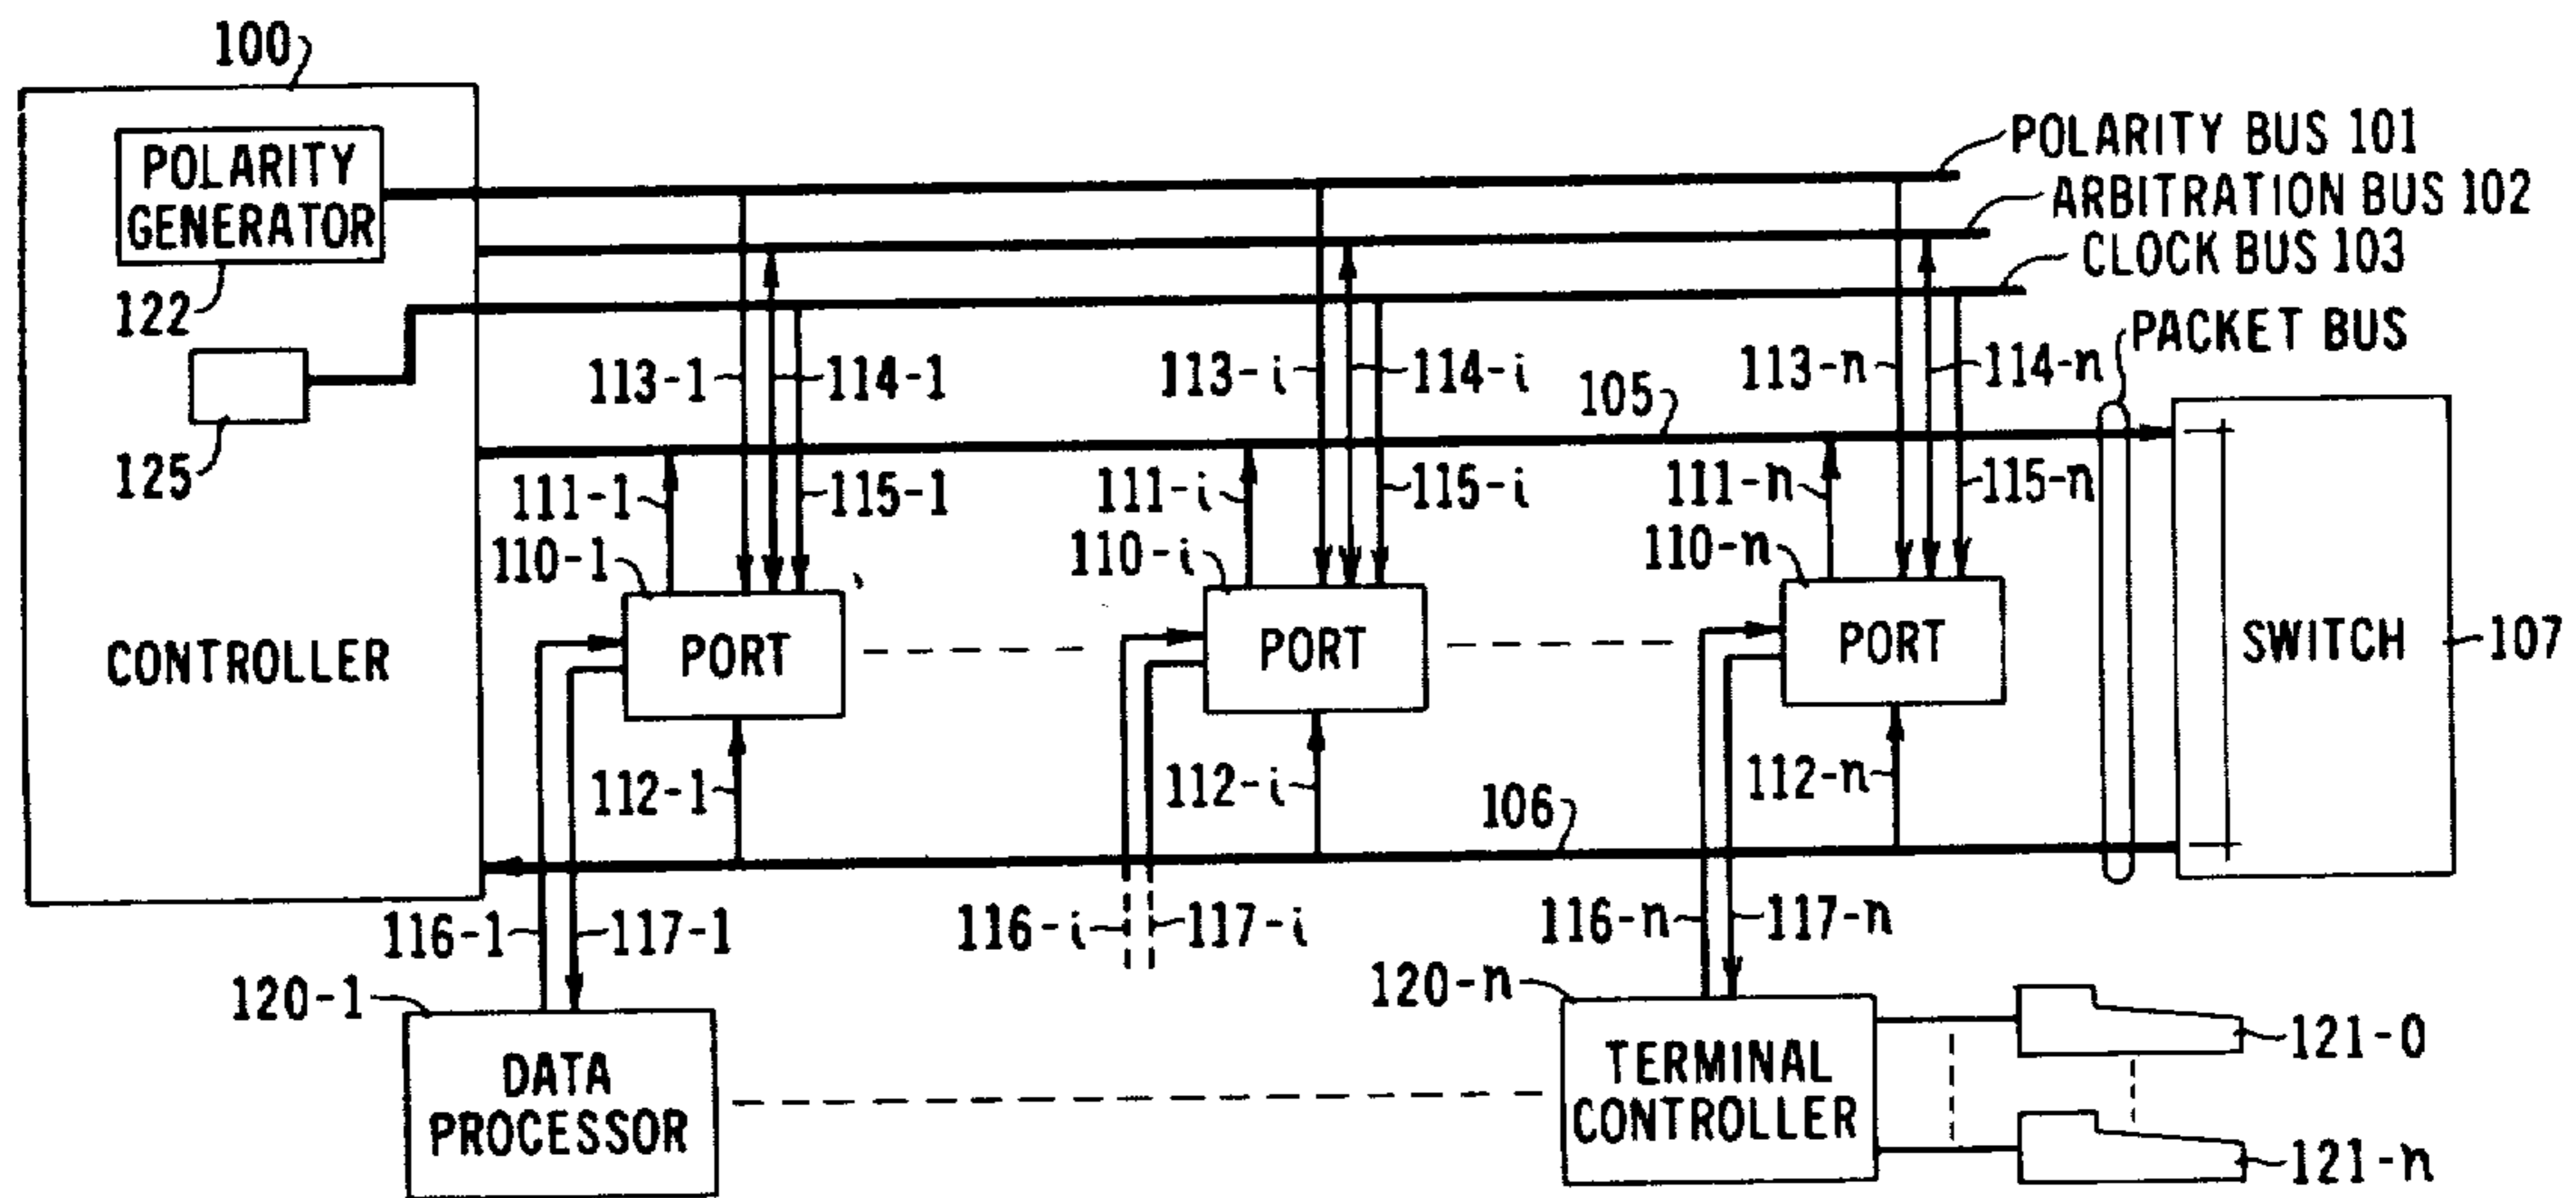 100
POLARITY
GENERATOR
122
125
CONTROLLER
POLARITY BUS 101
ARBITRATION BUS 102
CLOCK BUS 103
PACKET BUS
113-1
114-1
113-i
114-i
113-n
114-n
105
111-1
115-1
111-i
115-i
111-n
115-n
110-1
110-i
110-n
PORT
PORT
PORT
SWITCH
107
112-1
112-i
112-n
106
116-1
117-1
116-i
117-i
116-n
117-n
120-1
120-n
DATA
PROCESSOR
TERMINAL
CONTROLLER
121-0
121-n